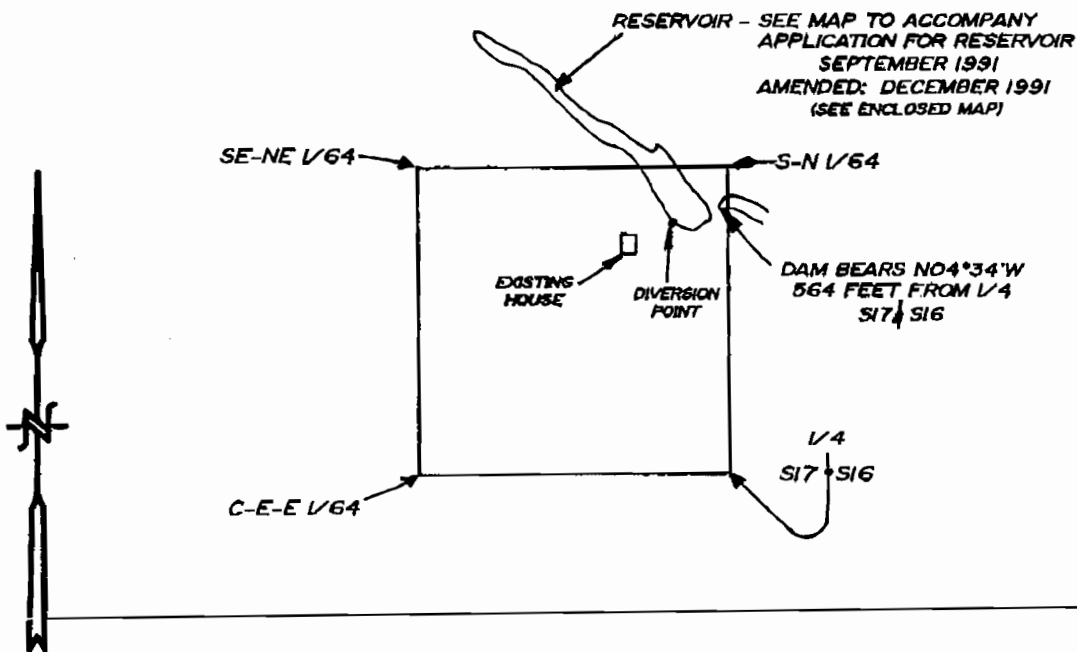 RESERVOIR - SEE MAP TO ACCOMPANY
APPLICATION FOR RESERVOIR
SEPTEMBER 1991
AMENDED: DECEMBER 1991
(SEE ENCLOSED MAP)
SE-NE 1/64
S-N 1/64
EXISTING
HOUSE
DIVERSION
POINT
DAM BEARS N04°34'W
564 FEET FROM 1/4
S17 S16
N
1/4
S17 S16
C-E-E 1/64